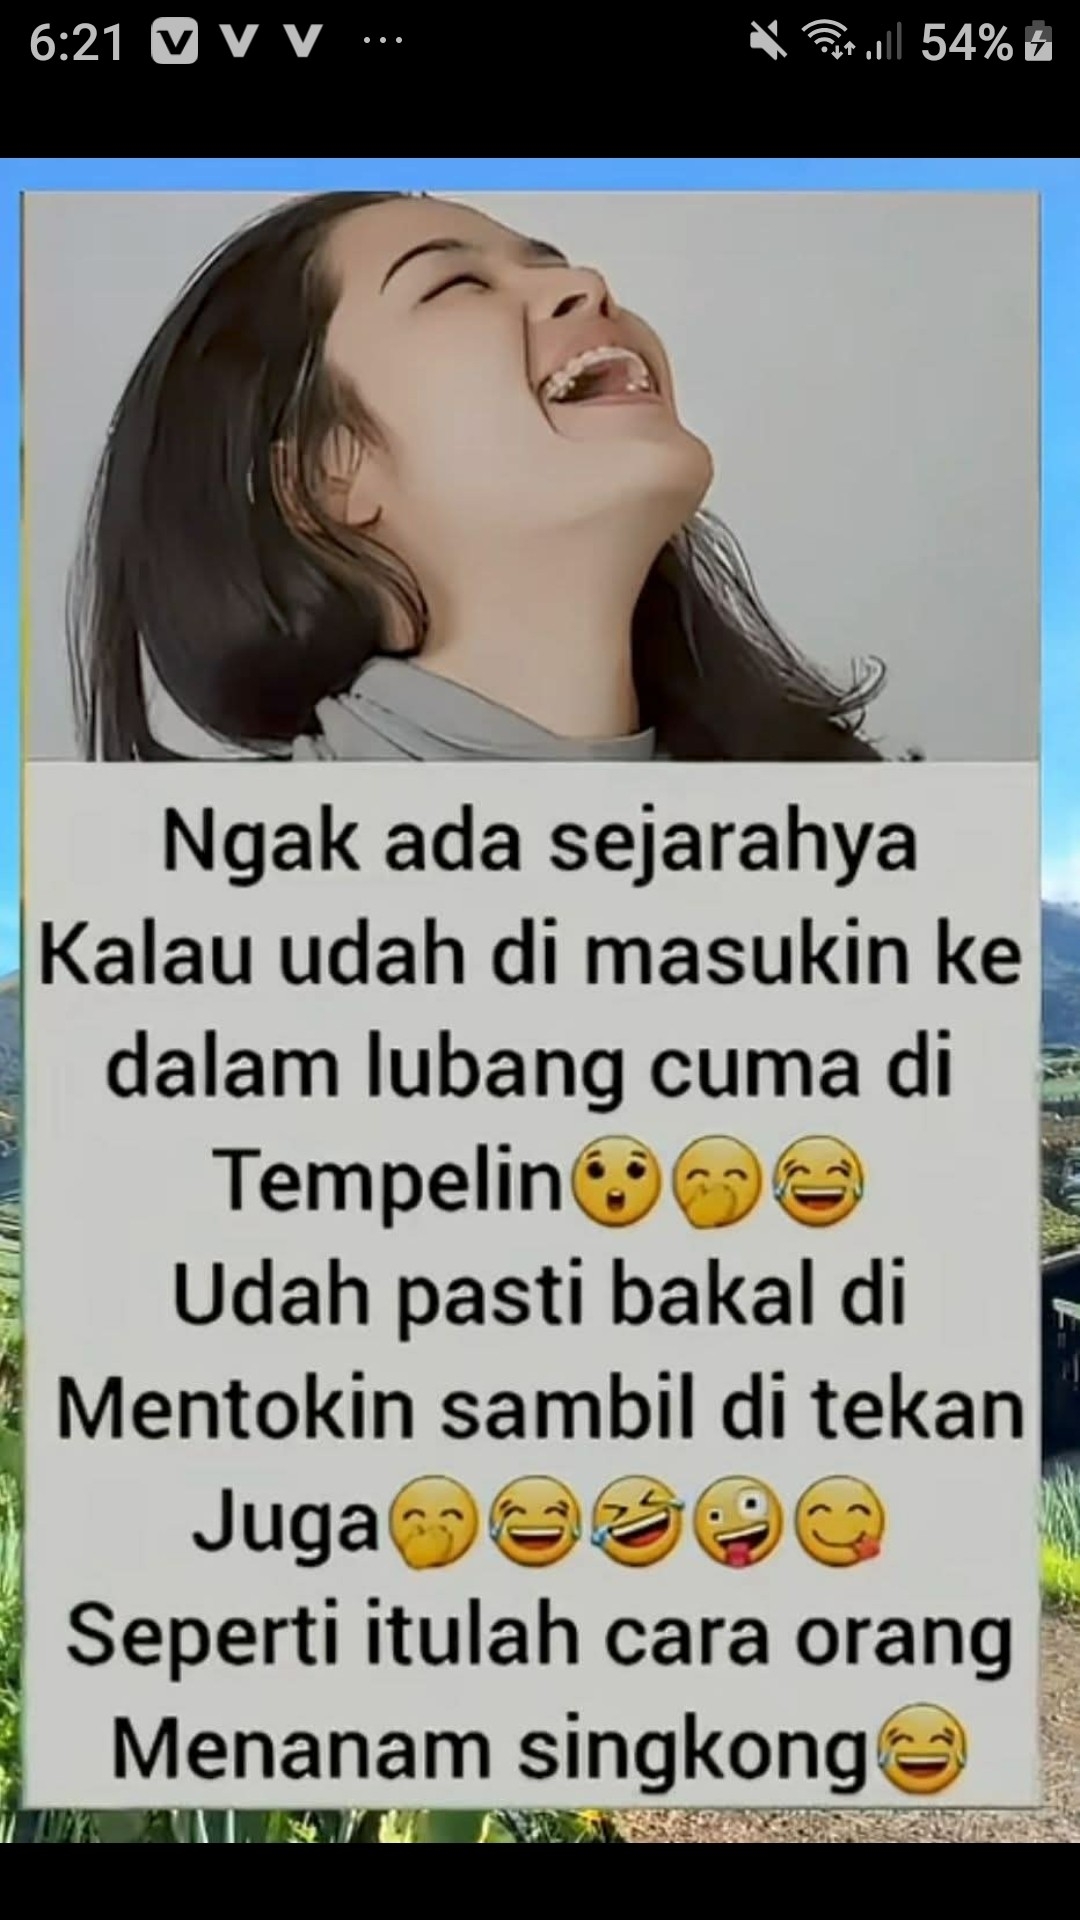 6:21
54%
Ngak ada sejarahya
Kalau udah di masukin ke
dalam lubang cuma di
Tempelin😯🤭😂
Udah pasti bakal di
Mentokin sambil di tekan
Juga🤭😂🤣🤪😋
Seperti itulah cara orang
Menanam singkong😂